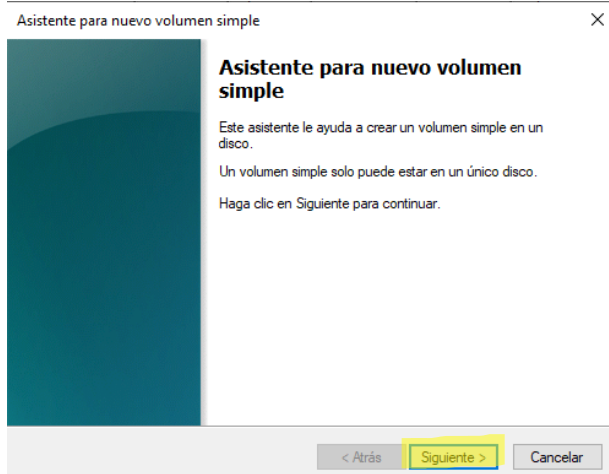 Asistente para nuevo volumen simple
Asistente para nuevo volumen
simple
Este asistente le ayuda a crear un volumen simple en un
disco.
Un volumen simple solo puede estar en un único disco.
Haga clic en Siguiente para continuar.
< Atrás Siguiente > Cancelar